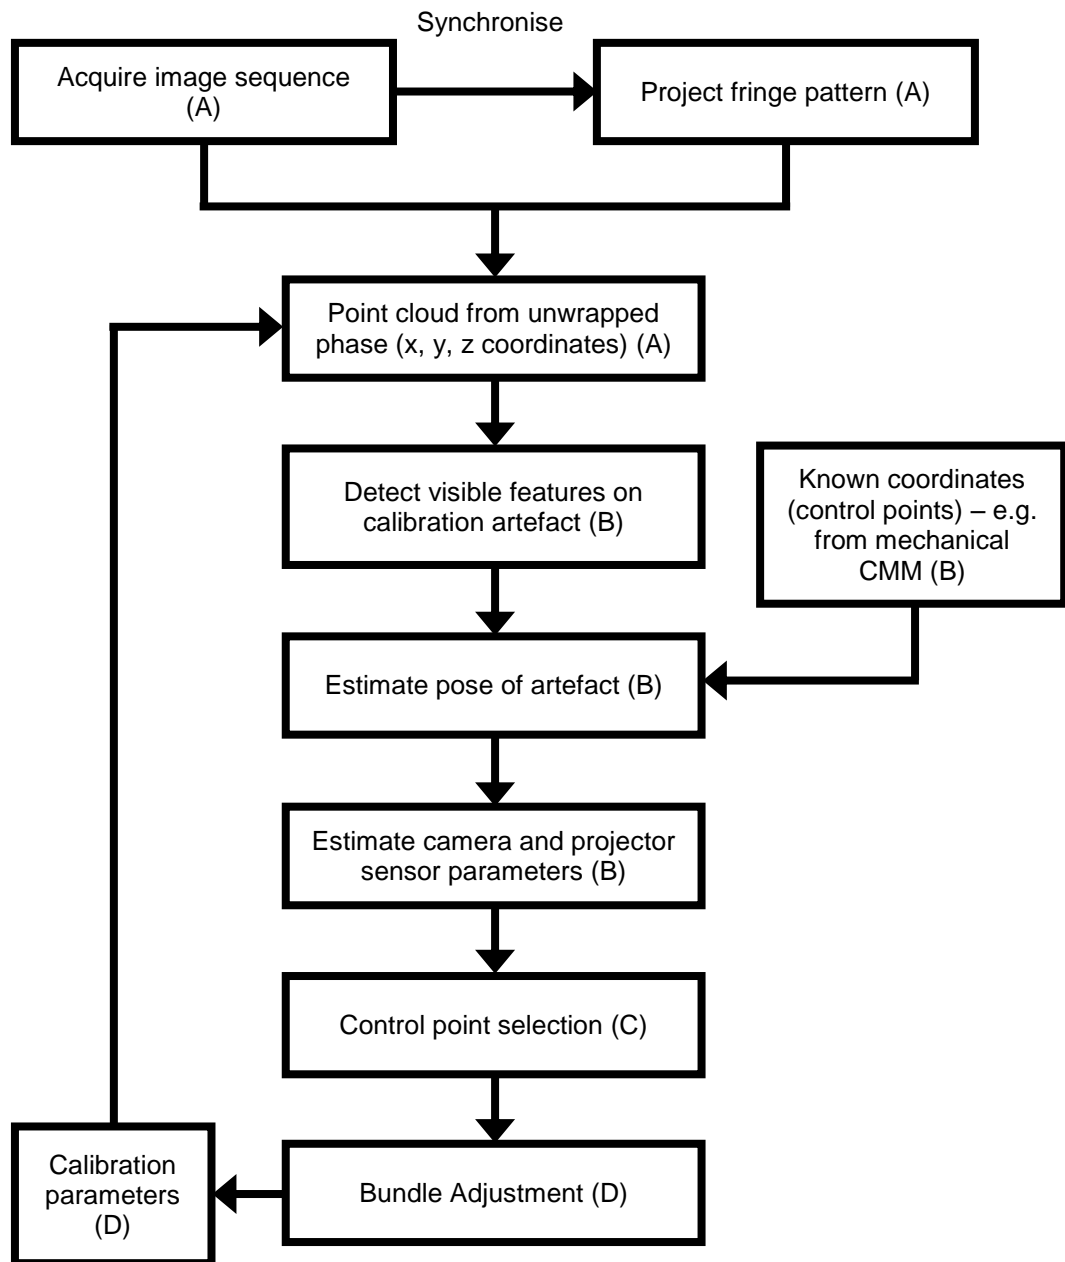 Synchronise
Acquire image sequence
(A)
Project fringe pattern (A)
Point cloud from unwrapped
phase (x, y, z coordinates) (A)
Detect visible features on
calibration artefact (B)
Known coordinates
(control points) – e.g.
from mechanical
CMM (B)
Estimate pose of artefact (B)
Estimate camera and projector
sensor parameters (B)
Control point selection (C)
Calibration
parameters
(D)
Bundle Adjustment (D)